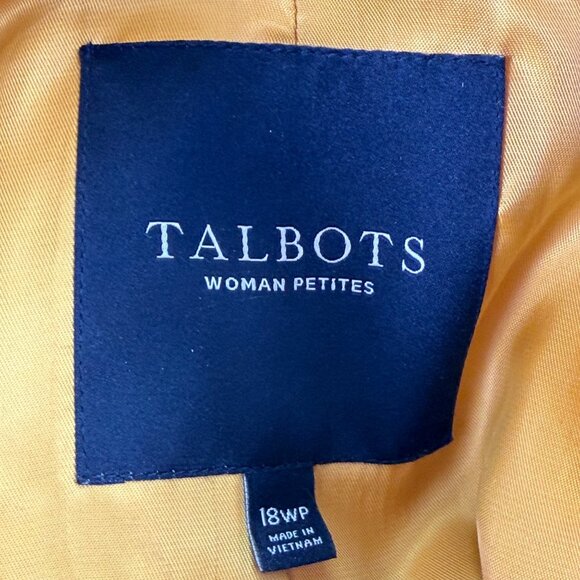 TALBOTS
WOMAN PETITES
18WP
MADE IN
VIETNAM